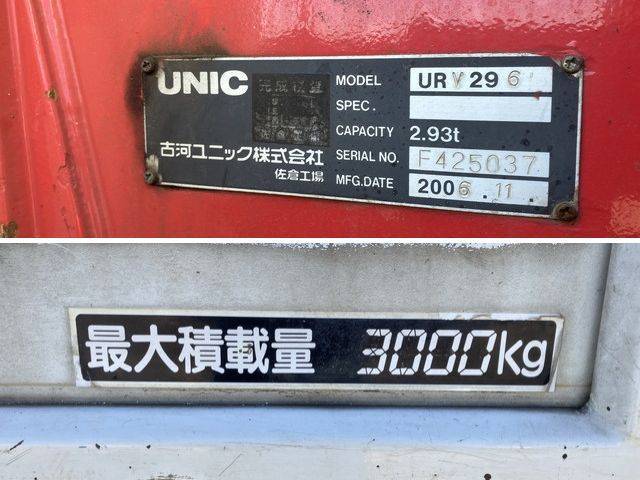 UNIC
MODEL URV296
SPEC.
CAPACITY 2.93t
古河ユニック株式会社
SERIAL NO. F425037
佐倉工場
MFG.DATE 2006.11.
最大積載量 3000kg